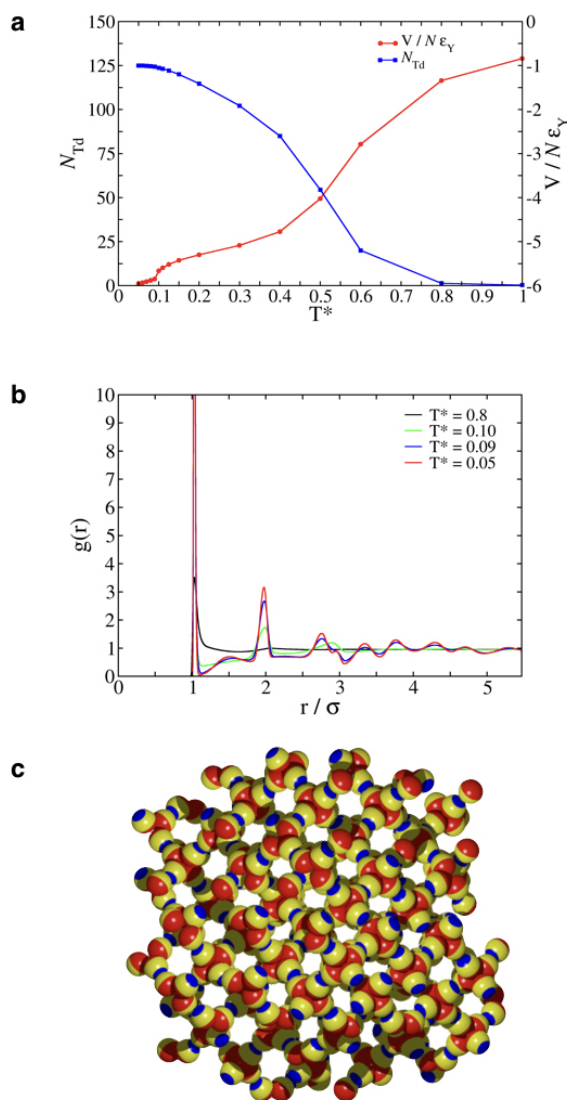 a
150
125
100
75
50
25
0
N_Td
V / N ε_Y
N_Td
0
-1
-2
-3
-4
-5
-6
V / N ε_Y
0 0.1 0.2 0.3 0.4 0.5 0.6 0.7 0.8 0.9 1
T*
b
10
9
8
7
6
5
4
3
2
1
0
g(r)
T* = 0.8
T* = 0.10
T* = 0.09
T* = 0.05
0 1 2 3 4 5
r / σ
c